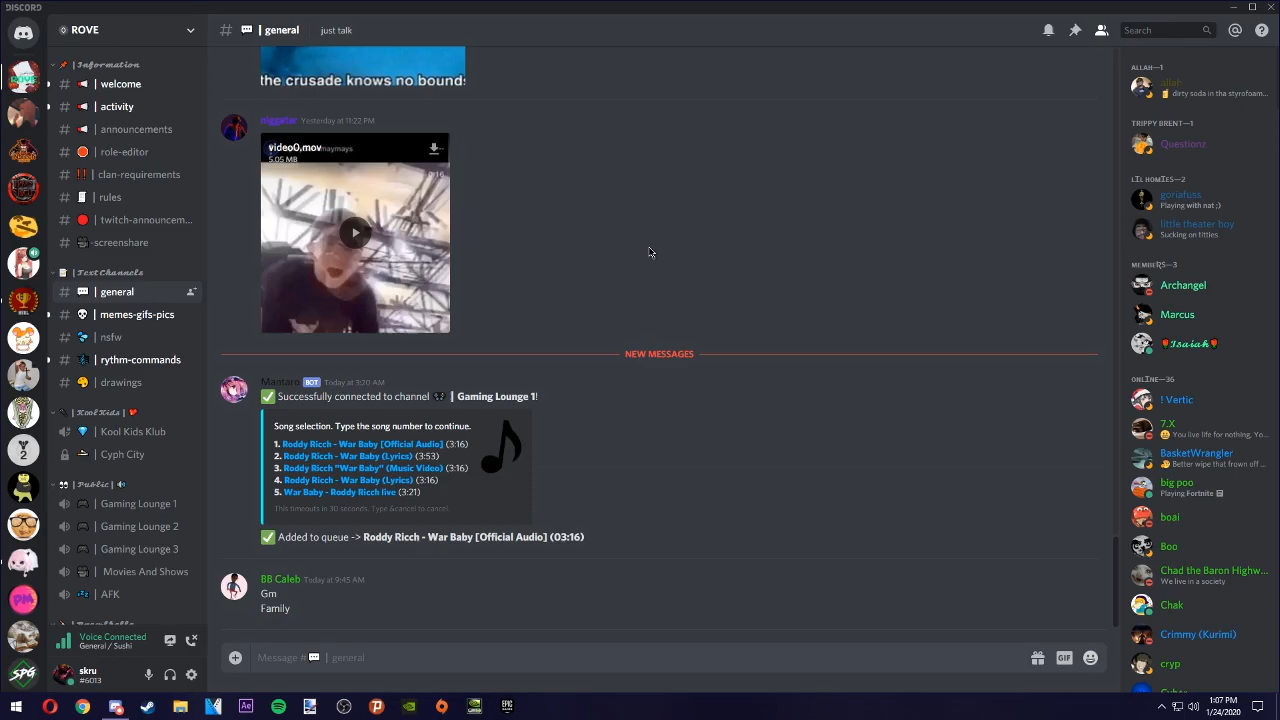 DISCORD
ROVE
# 💬 | general just talk
Search
📌 Information
welcome
activity
announcements
role-editor
clan-requirements
rules
twitch-announcem...
screenshare
Text Channels
general
memes-gifs-pics
nsfw
rythm-commands
drawings
KoolKids
Kool Kids Klub
Cyph City
Public
Gaming Lounge 1
Gaming Lounge 2
Gaming Lounge 3
Movies And Shows
AFK
Voice Connected
General / Sushi
sku
#6013
the crusade knows no bounds
niggatar Yesterday at 11:22 PM
video0.mov
5.05 MB
NEW MESSAGES
Mantaro BOT Today at 3:20 AM
✅ Successfully connected to channel 🎮 | Gaming Lounge 1!
Song selection. Type the song number to continue.
1. Roddy Ricch - War Baby [Official Audio] (3:16)
2. Roddy Ricch - War Baby (Lyrics) (3:53)
3. Roddy Ricch "War Baby" (Music Video) (3:16)
4. Roddy Ricch - War Baby (Lyrics) (3:16)
5. War Baby - Roddy Ricch live (3:21)
This timeouts in 30 seconds. Type &cancel to cancel
✅ Added to queue -> Roddy Ricch - War Baby [Official Audio] (03:16)
BB Caleb Today at 9:45 AM
Gm
Family
Message #💬 | general
GIF
ALLAH—1
allah
dirty soda in tha styrofoam...
TRIPPY BRENT—1
Questionz
LIL HOMIES—2
goriafuss
Playing with nat ;)
little theater boy
Sucking on titties
MEMBERS—3
Archangel
Marcus
Isaiah
ONLINE—36
! Vertic
7.X
You live life for nothing, Yo...
BasketWrangler
Better wipe that frown off ...
big poo
Playing Fortnite
boai
Boo
Chad the Baron Highw...
We live in a society
Chak
Crimmy (Kurimi)
cryp
1:07 PM
1/24/2020